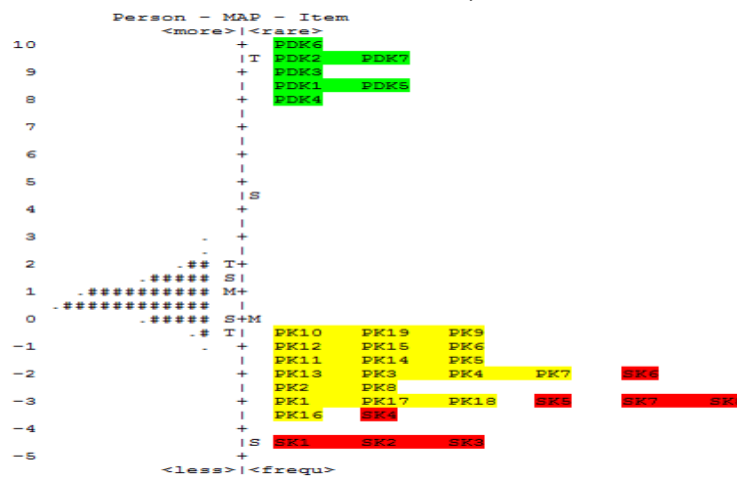 Person - MAP - Item
<more>|<rare>
10 + PDK6
|T PDK2 PDK7
9 + PDK3
| PDK1 PDK5
8 + PDK4
|
7 +
|
6 +
|
5 +
|S
4 +
|
3 . +
. |
2 .## T+
.##### S|
1 .########### M+
.############# |
0 .##### S+M
.# T| PK10 PK19 PK9
-1 . + PK12 PK15 PK6
| PK11 PK14 PK5
-2 + PK13 PK3 PK4 PK7 SK6
| PK2 PK8
-3 + PK1 PK17 PK18 SK5 SK7 SK
| PK16 SK4
-4 +
|S SK1 SK2 SK3
-5 +
<less>|<frequ>